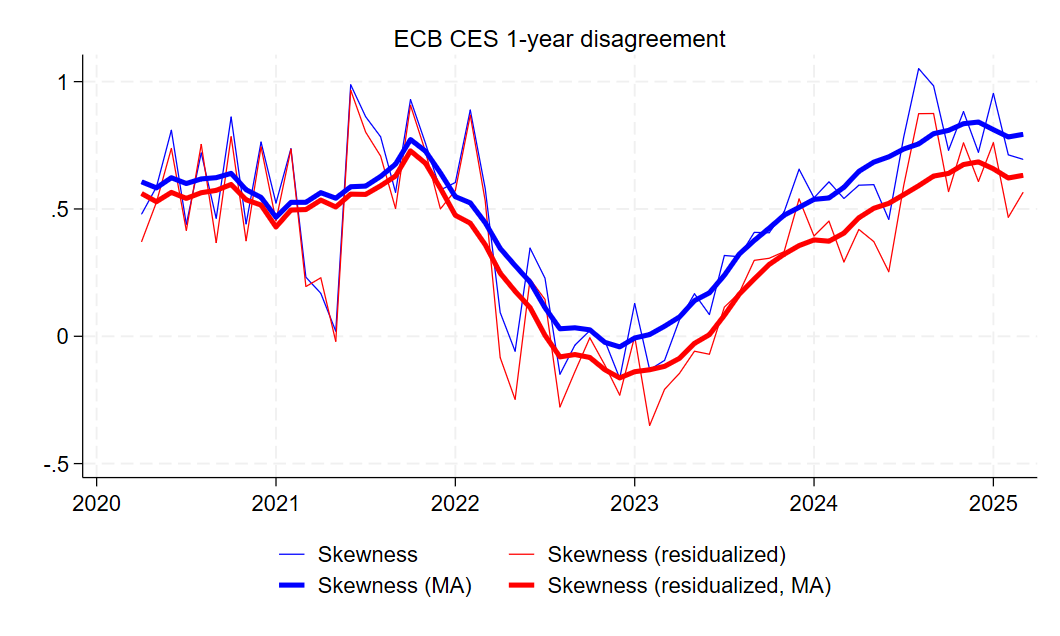 ECB CES 1-year disagreement
1
.5
0
-.5
2020 2021 2022 2023 2024 2025
Skewness Skewness (residualized)
Skewness (MA) Skewness (residualized, MA)